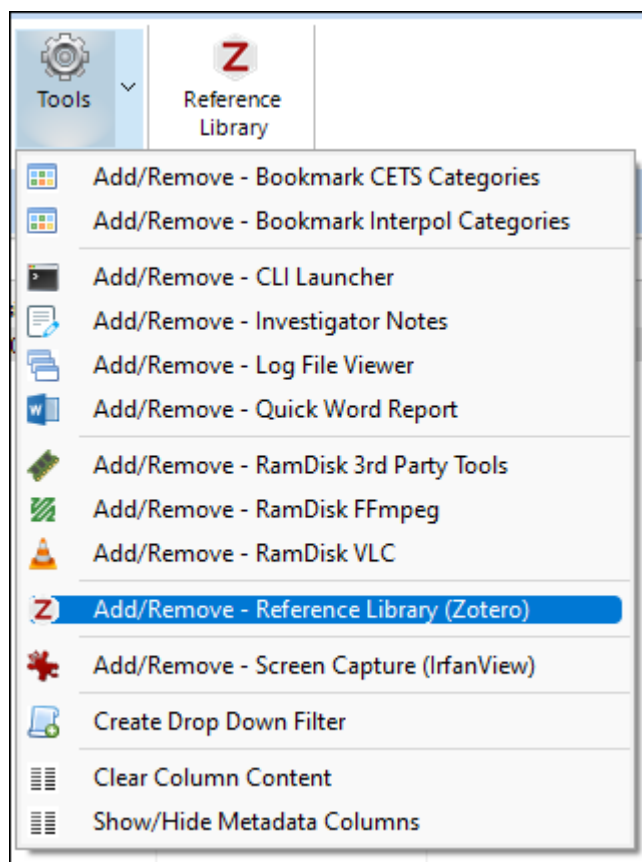 Z
Tools
Reference
Library
Add/Remove - Bookmark CETS Categories
Add/Remove - Bookmark Interpol Categories
Add/Remove - CLI Launcher
Add/Remove - Investigator Notes
Add/Remove - Log File Viewer
W
Add/Remove - Quick Word Report
Add/Remove - RamDisk 3rd Party Tools
Add/Remove - RamDisk FFmpeg
Add/Remove - RamDisk VLC
Z
Add/Remove - Reference Library (Zotero)
Add/Remove - Screen Capture (IrfanView)
Create Drop Down Filter
Clear Column Content
Show/Hide Metadata Columns